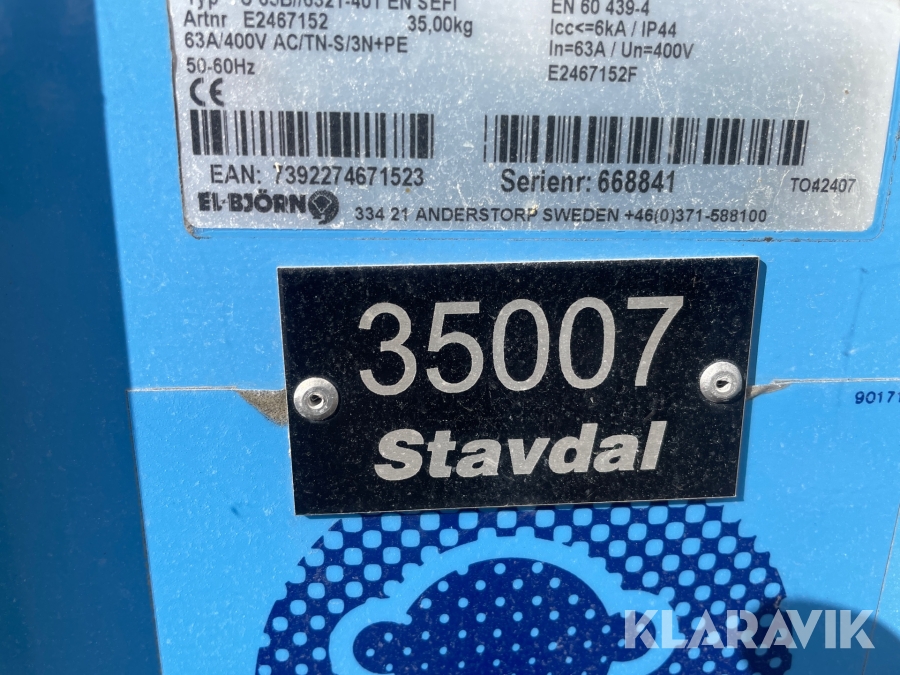 Artnr E2467152 35,00kg
63A/400V AC/TN-S/3N+PE
50-60Hz
CE
EN 60 439-4
Icc<=6kA / IP44
In=63A / Un=400V
E2467152F
EAN: 7392274671523
Serienr: 668841
TO42407
EL-BJÖRN
334 21 ANDERSTORP SWEDEN +46(0)371-588100
35007
Stavdal
90171
KLARAVIK